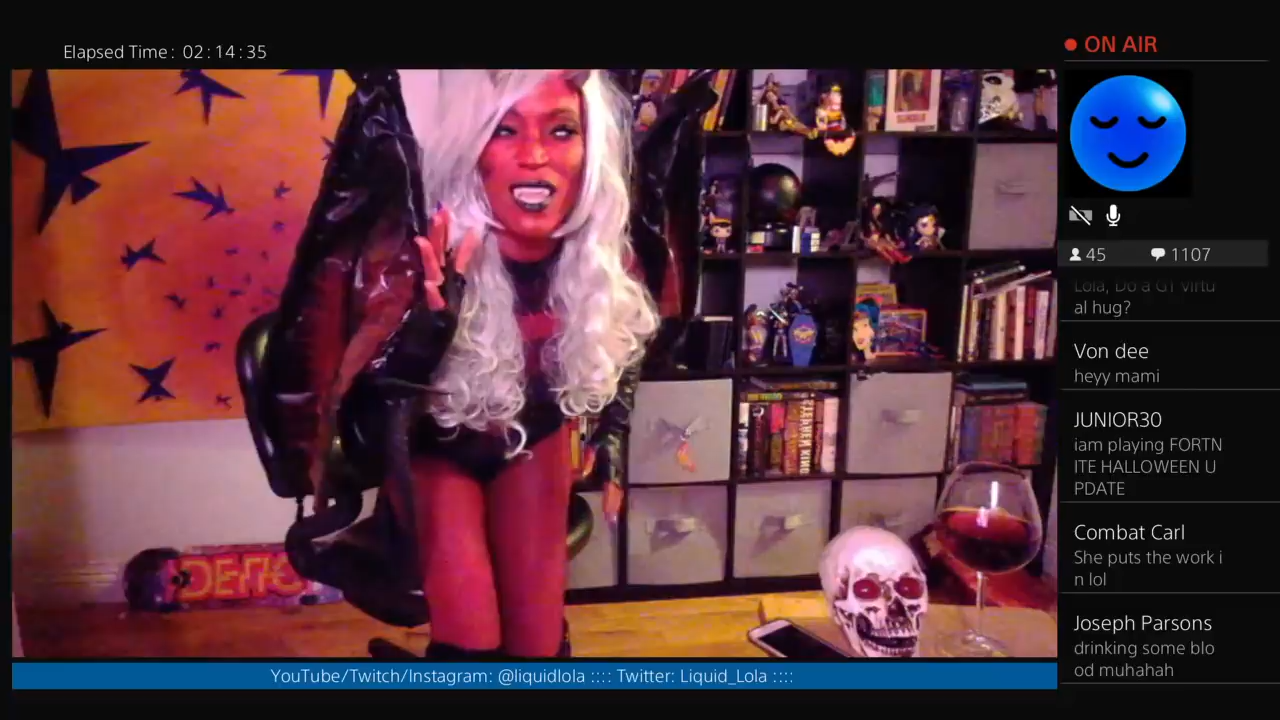 Elapsed Time: 02:14:35
ON AIR
45 1107
Lola, Do a GT virtu
al hug?
Von dee
heyy mami
JUNIOR30
iam playing FORTN
ITE HALLOWEEN U
PDATE
Combat Carl
She puts the work i
n lol
Joseph Parsons
drinking some blo
od muhahah
STEPHEN KING
YouTube/Twitch/Instagram: @liquidlola :::: Twitter: Liquid_Lola ::::